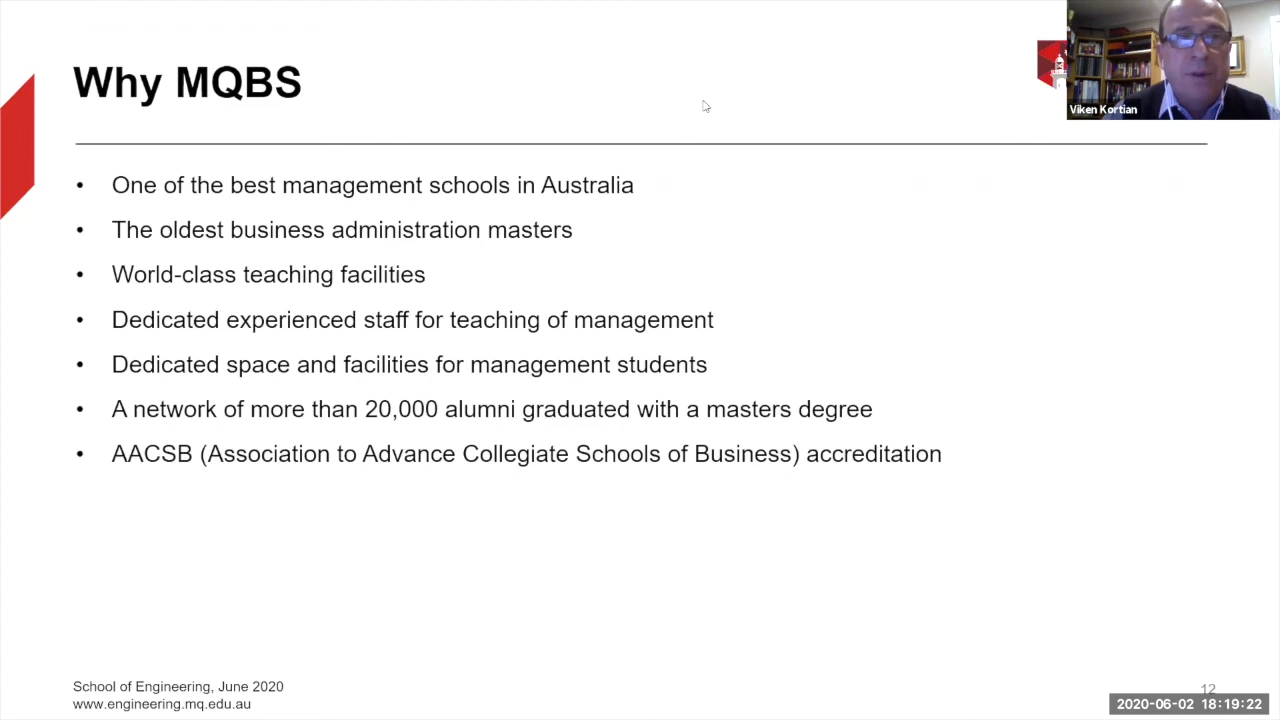 Why MQBS
Viken Kortian
• One of the best management schools in Australia
• The oldest business administration masters
• World-class teaching facilities
• Dedicated experienced staff for teaching of management
• Dedicated space and facilities for management students
• A network of more than 20,000 alumni graduated with a masters degree
• AACSB (Association to Advance Collegiate Schools of Business) accreditation
School of Engineering, June 2020
www.engineering.mq.edu.au
12
2020-06-02 18:19:22